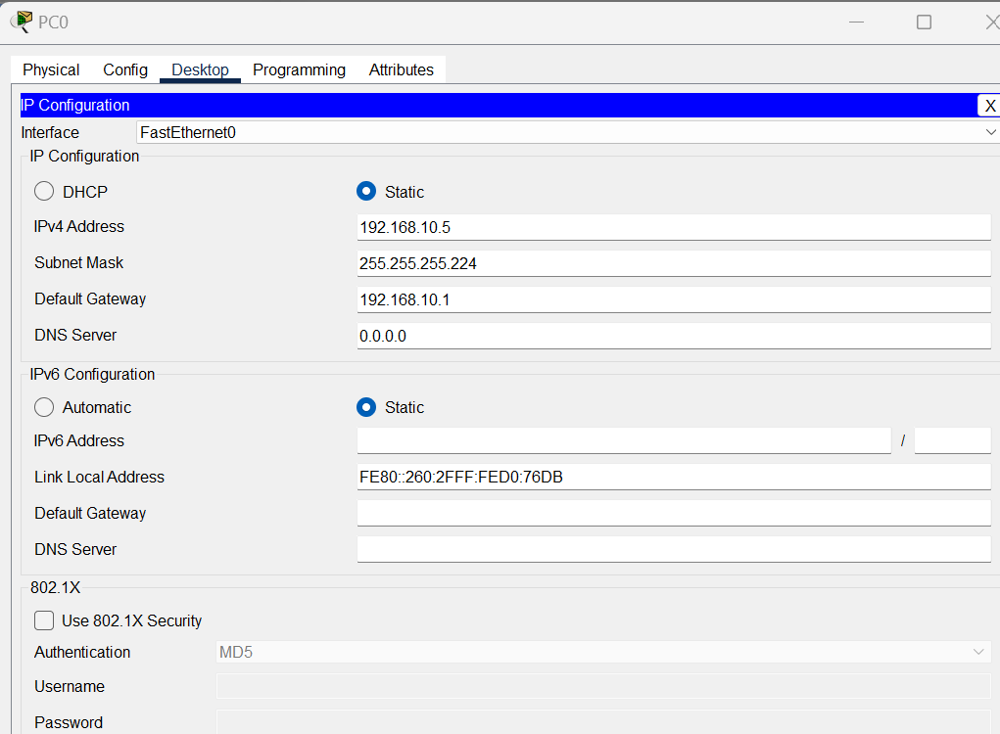 PC0
Physical Config Desktop Programming Attributes
IP Configuration X
Interface FastEthernet0
IP Configuration
DHCP Static
IPv4 Address 192.168.10.5
Subnet Mask 255.255.255.224
Default Gateway 192.168.10.1
DNS Server 0.0.0.0
IPv6 Configuration
Automatic Static
IPv6 Address /
Link Local Address FE80::260:2FFF:FED0:76DB
Default Gateway
DNS Server
802.1X
Use 802.1X Security
Authentication MD5
Username
Password